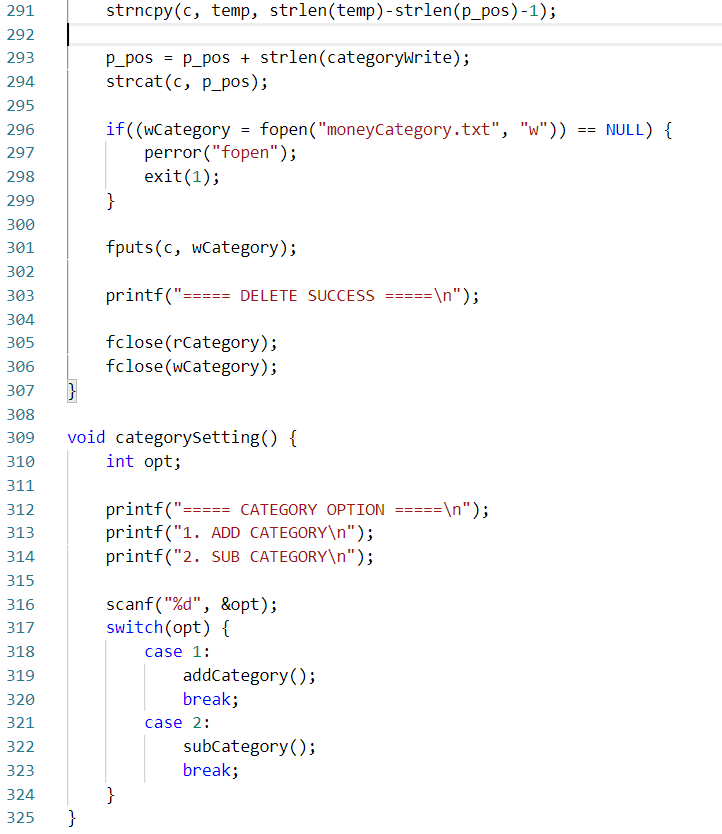 291 strncpy(c, temp, strlen(temp)-strlen(p_pos)-1);
292
293 p_pos = p_pos + strlen(categoryWrite);
294 strcat(c, p_pos);
295
296 if((wCategory = fopen("moneyCategory.txt", "w")) == NULL) {
297 perror("fopen");
298 exit(1);
299 }
300
301 fputs(c, wCategory);
302
303 printf("===== DELETE SUCCESS =====\n");
304
305 fclose(rCategory);
306 fclose(wCategory);
307 }
308
309 void categorySetting() {
310 int opt;
311
312 printf("===== CATEGORY OPTION =====\n");
313 printf("1. ADD CATEGORY\n");
314 printf("2. SUB CATEGORY\n");
315
316 scanf("%d", &opt);
317 switch(opt) {
318 case 1:
319 addCategory();
320 break;
321 case 2:
322 subCategory();
323 break;
324 }
325 }